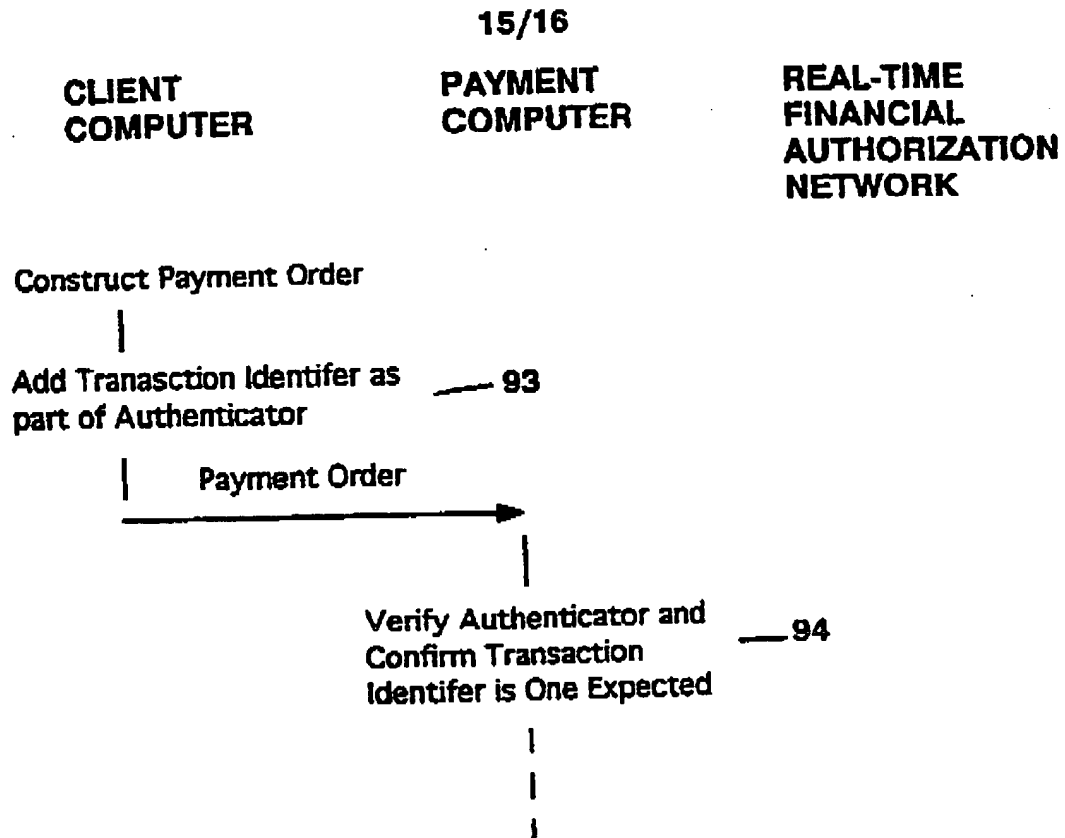 15/16
CLIENT
COMPUTER
PAYMENT
COMPUTER
REAL-TIME
FINANCIAL
AUTHORIZATION
NETWORK
Construct Payment Order
Add Tranasction Identifer as
part of Authenticator
93
Payment Order
Verify Authenticator and
Confirm Transaction
Identifer is One Expected
94